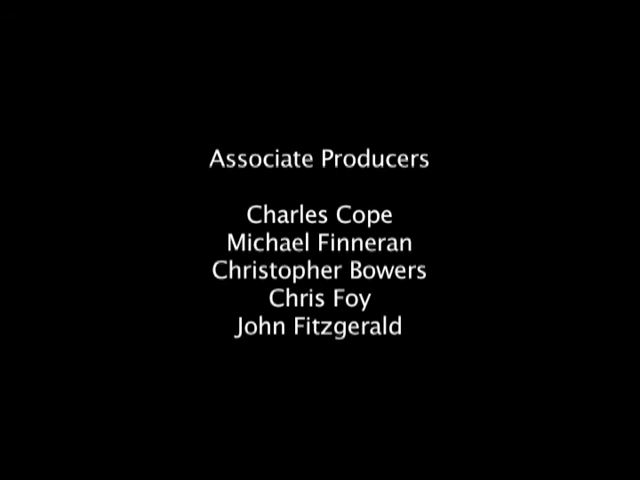 Associate Producers
Charles Cope
Michael Finneran
Christopher Bowers
Chris Foy
John Fitzgerald